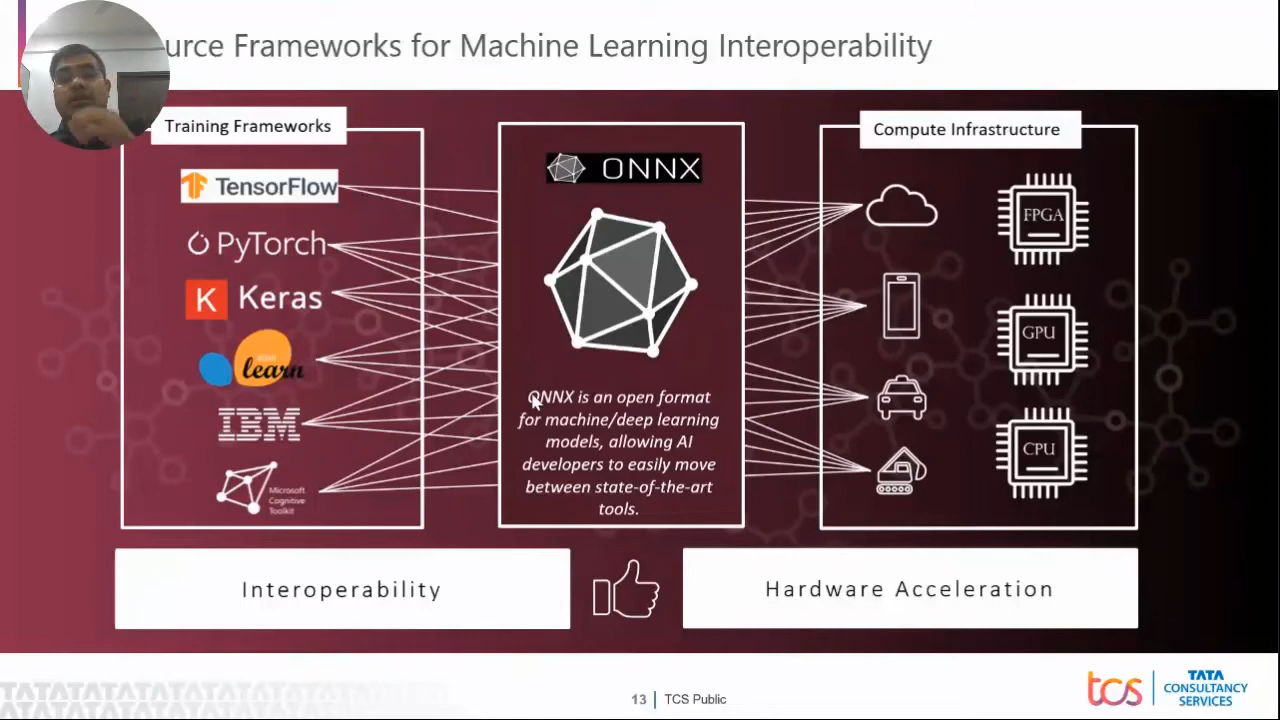 urce Frameworks for Machine Learning Interoperability
Training Frameworks
TensorFlow
PyTorch
K Keras
learn
IBM
Microsoft
Cognitive
Toolkit
ONNX
ONNX is an open format
for machine/deep learning
models, allowing AI
developers to easily move
between state-of-the-art
tools.
Compute Infrastructure
FPGA
GPU
CPU
Interoperability
Hardware Acceleration
13 | TCS Public
tcs
TATA
CONSULTANCY
SERVICES